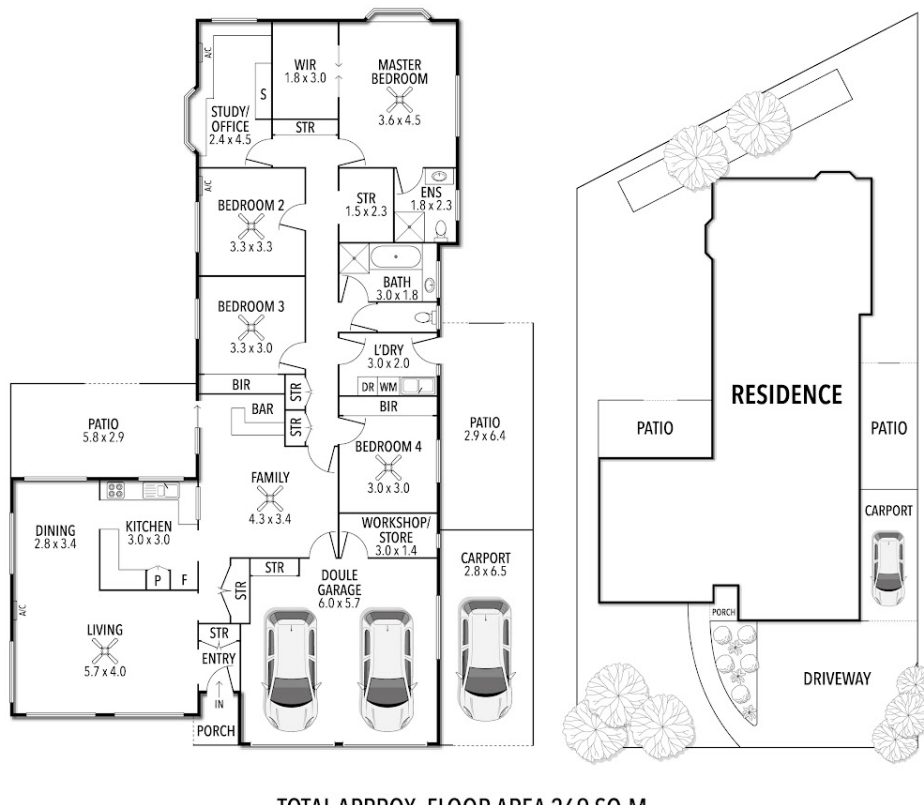 A/C
WIR
1.8 x 3.0
MASTER
BEDROOM
3.6 x 4.5
S
STUDY/
OFFICE
2.4 x 4.5
STR
A/C
BEDROOM 2
3.3 x 3.3
STR
1.5 x 2.3
ENS
1.8 x 2.3
BATH
3.0 x 1.8
BEDROOM 3
3.3 x 3.0
L'DRY
3.0 x 2.0
DR
WM
BIR
STR
BIR
BAR
STR
PATIO
5.8 x 2.9
PATIO
2.9 x 6.4
BEDROOM 4
3.0 x 3.0
FAMILY
4.3 x 3.4
DINING
2.8 x 3.4
KITCHEN
3.0 x 3.0
WORKSHOP/
STORE
3.0 x 1.4
P
F
STR
STR
DOULE
GARAGE
6.0 x 5.7
CARPORT
2.8 x 6.5
A/C
LIVING
5.7 x 4.0
STR
ENTRY
IN
PORCH
RESIDENCE
PATIO
PATIO
CARPORT
PORCH
DRIVEWAY